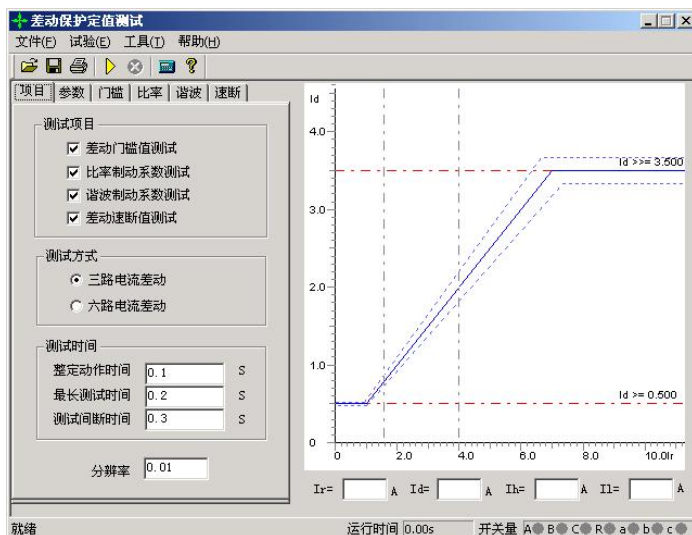 差动保护定值测试
文件(F) 试验(E) 工具(T) 帮助(H)
项目 参数 门槛 比率 谐波 速断
测试项目
差动门槛值测试
比率制动系数测试
谐波制动系数测试
差动速断值测试
测试方式
三路电流差动
六路电流差动
测试时间
整定动作时间 0.1 S
最长测试时间 0.2 S
测试间断时间 0.3 S
分辨率 0.01
Id
4.0
Id >>= 3.500
3.0
2.0
1.0
Id >= 0.500
0
0 2.0 4.0 6.0 8.0 10.0Ir
Ir= A Id= A Ih= A Il= A
就绪 运行时间 0.00s 开关量 A B C R a b c